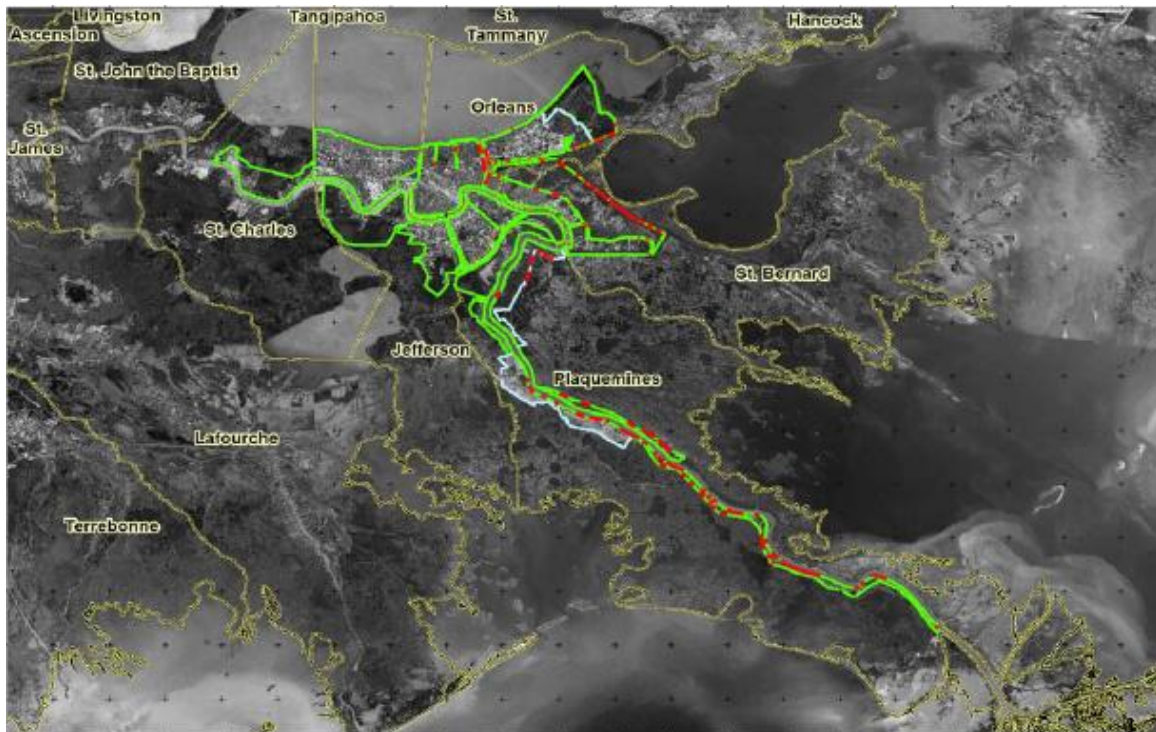 Livingston
Tangipahoa
St.
Tammany
Hancock
Ascension
St. John the Baptist
Orleans
St.
James
St. Charles
St. Bernard
Jefferson
Plaquemines
Lafourche
Terrebonne